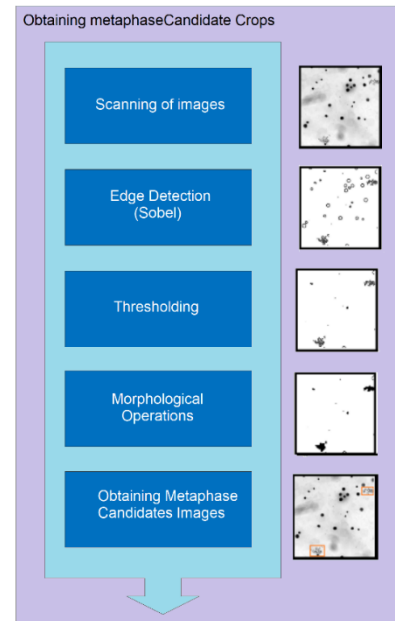 Obtaining metaphaseCandidate Crops
Scanning of images
Edge Detection
(Sobel)
Thresholding
Morphological
Operations
Obtaining Metaphase
Candidates Images